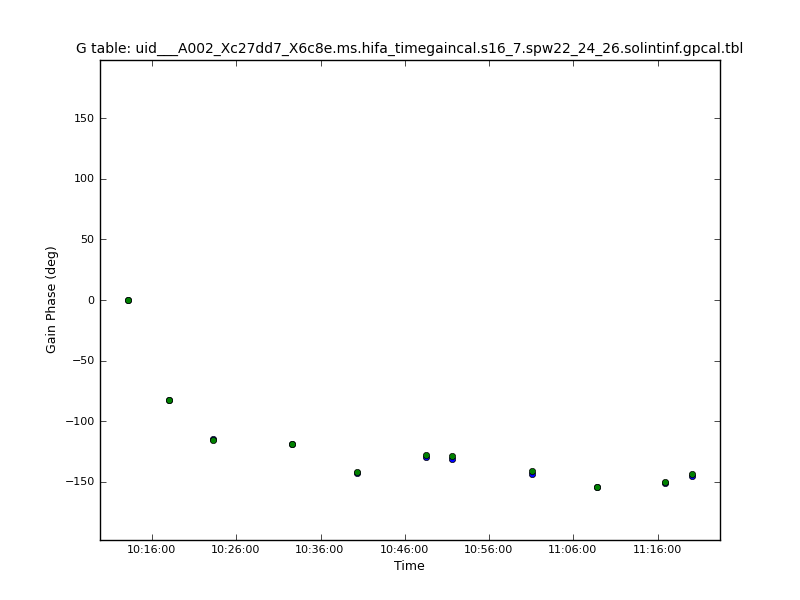 G table: uid___A002_Xc27dd7_X6c8e.ms.hifa_timegaincal.s16_7.spw22_24_26.solintinf.gpcal.tbl
150
100
50
0
−50
−100
−150
Gain Phase (deg)
10:16:00 10:26:00 10:36:00 10:46:00 10:56:00 11:06:00 11:16:00
Time